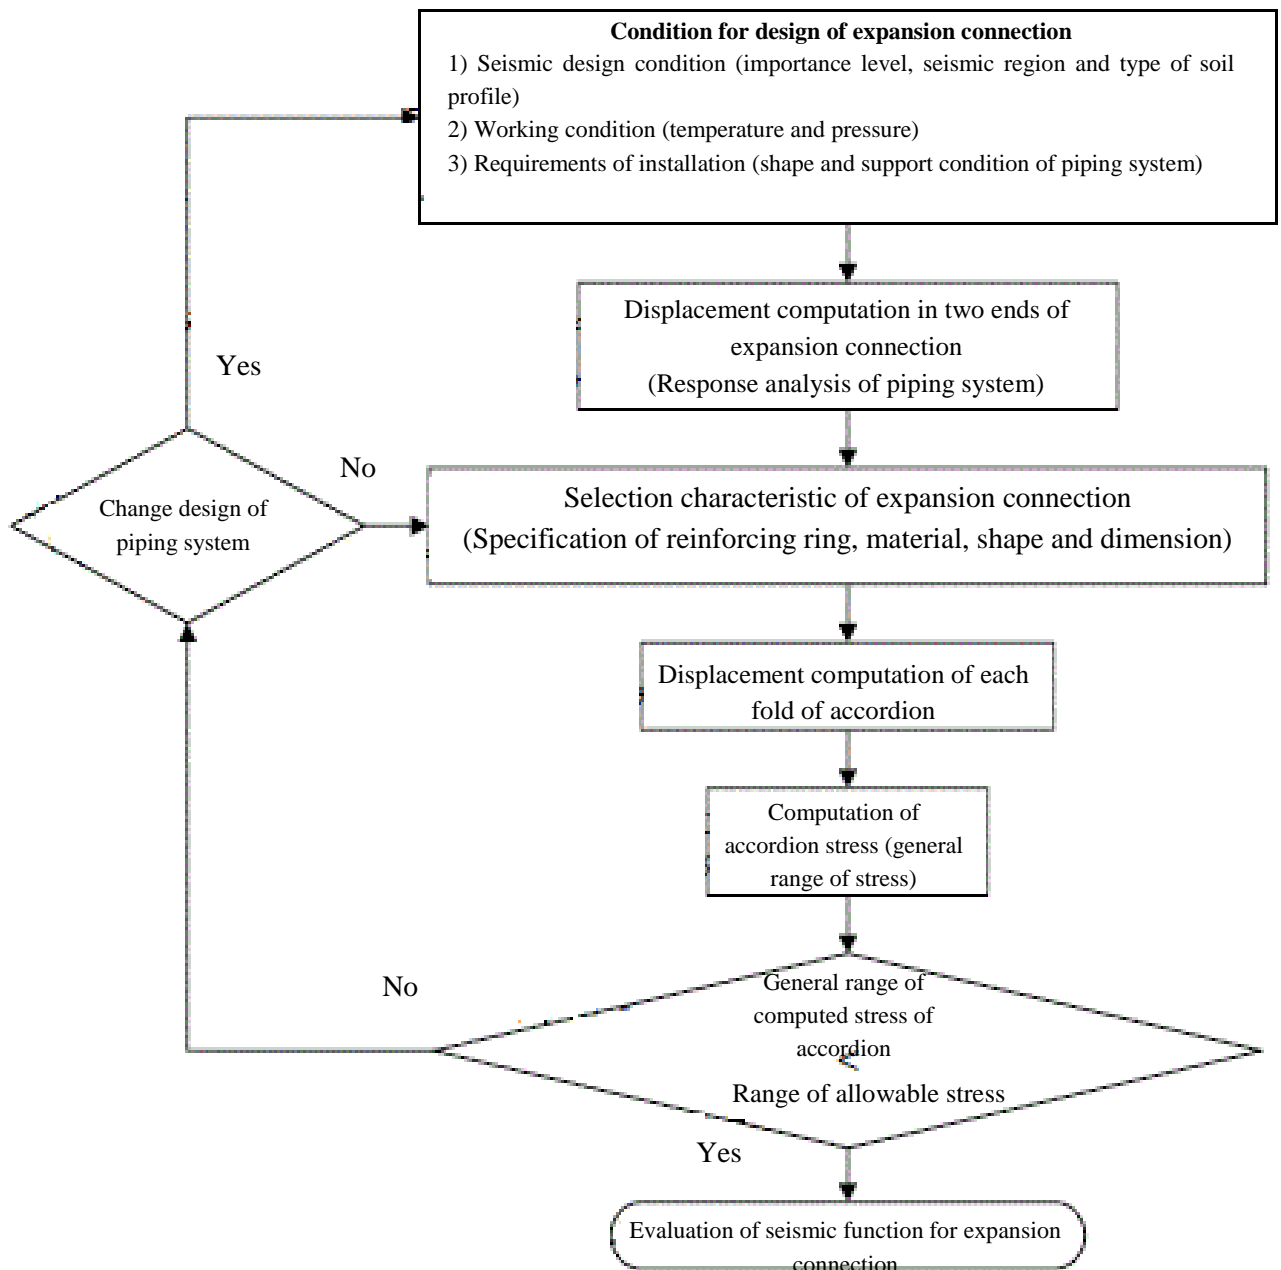 Condition for design of expansion connection
1) Seismic design condition (importance level, seismic region and type of soil
profile)
2) Working condition (temperature and pressure)
3) Requirements of installation (shape and support condition of piping system)
Displacement computation in two ends of
expansion connection
(Response analysis of piping system)
Yes
No
Change design of
piping system
Selection characteristic of expansion connection
(Specification of reinforcing ring, material, shape and dimension)
Displacement computation of each
fold of accordion
Computation of
accordion stress (general
range of stress)
No
General range of
computed stress of
accordion
<
Range of allowable stress
Yes
Evaluation of seismic function for expansion
connection